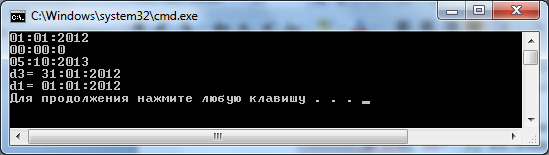 C:\Windows\system32\cmd.exe
01:01:2012
00:00:0
05:10:2013
d3= 31:01:2012
d1= 01:01:2012
Для продолжения нажмите любую клавишу . . .